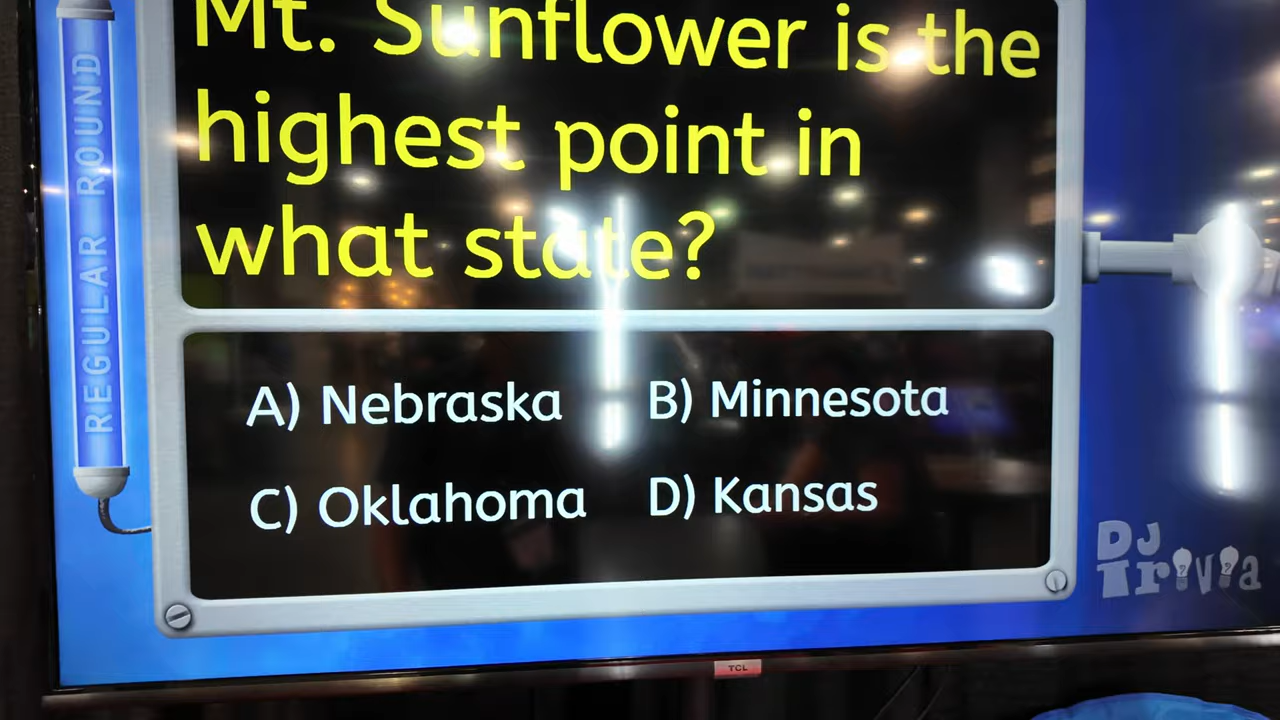 Mt. Sunflower is the
highest point in
what state?
A) Nebraska B) Minnesota
C) Oklahoma D) Kansas
REGULAR ROUND
DJ
Trivia
TCL